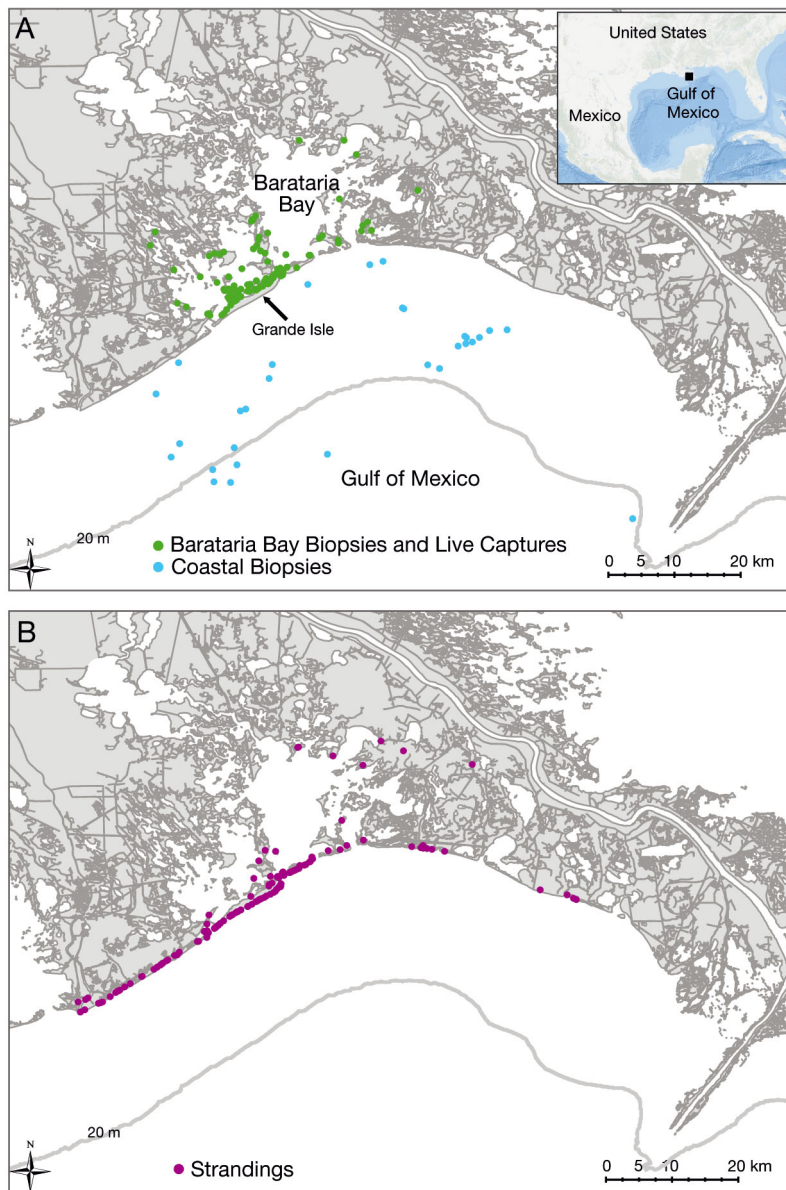 A
United States
Mexico
Gulf of
Mexico
Barataria
Bay
Grande Isle
Gulf of Mexico
20 m
N
Barataria Bay Biopsies and Live Captures
Coastal Biopsies
0 5 10 20 km
B
20 m
N
Strandings
0 5 10 20 km